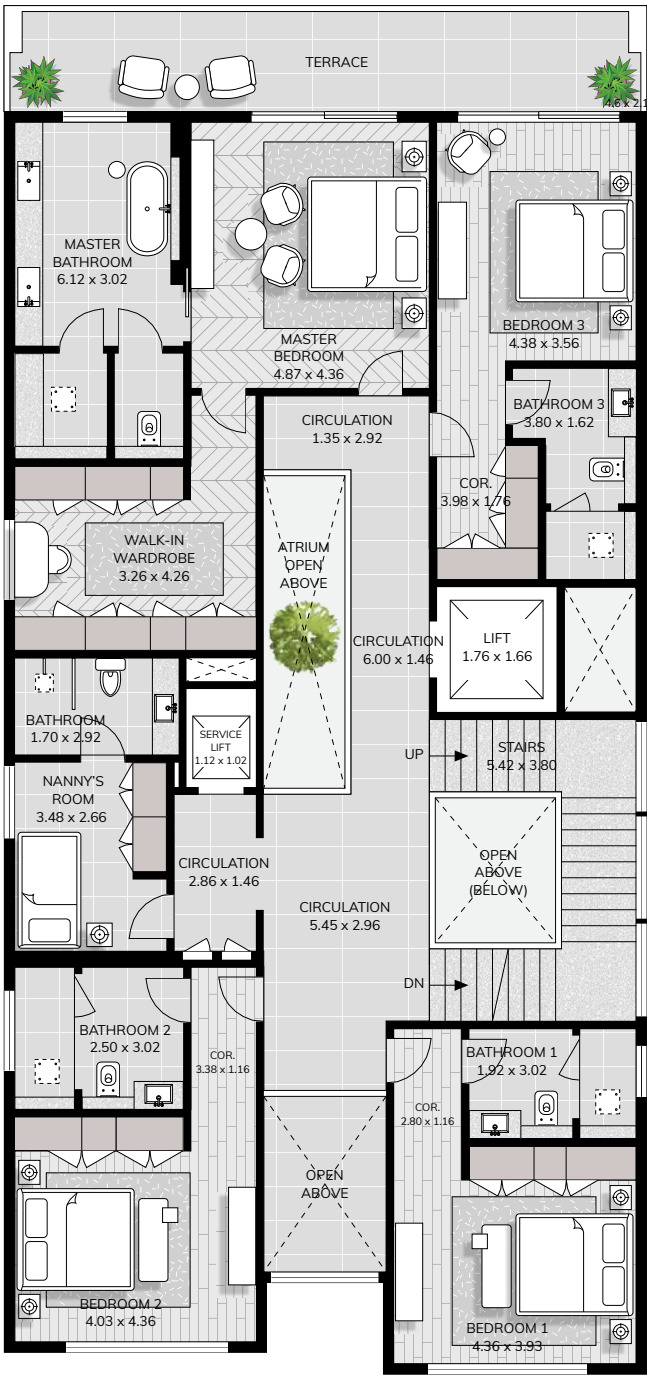 TERRACE
4.6 x 2.1
MASTER
BATHROOM
6.12 x 3.02
MASTER
BEDROOM
4.87 x 4.36
BEDROOM 3
4.38 x 3.56
CIRCULATION
1.35 x 2.92
BATHROOM 3
3.80 x 1.62
COR.
3.98 x 1.76
WALK-IN
WARDROBE
3.26 x 4.26
ATRIUM
OPEN
ABOVE
CIRCULATION
6.00 x 1.46
LIFT
1.76 x 1.66
BATHROOM
1.70 x 2.92
SERVICE
LIFT
1.12 x 1.02
UP
STAIRS
5.42 x 3.80
NANNY'S
ROOM
3.48 x 2.66
CIRCULATION
2.86 x 1.46
OPEN
ABOVE
(BELOW)
CIRCULATION
5.45 x 2.96
DN
BATHROOM 2
2.50 x 3.02
COR.
3.38 x 1.16
BATHROOM 1
1.92 x 3.02
COR.
2.80 x 1.16
OPEN
ABOVE
BEDROOM 2
4.03 x 4.36
BEDROOM 1
4.36 x 3.93